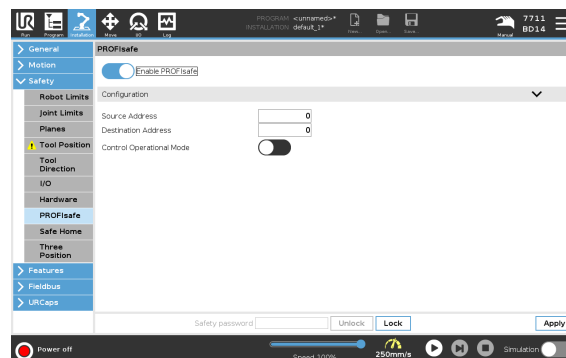 UR
PROGRAM <unnamed>*
INSTALLATION default_1*
7711
BD14
Run Program Installation Move I/O Log New... Open... Save... Manual
General
Motion
Safety
Robot Limits
Joint Limits
Planes
Tool Position
Tool
Direction
I/O
Hardware
PROFIsafe
Safe Home
Three
Position
Features
Fieldbus
URCaps
PROFIsafe
Enable PROFIsafe
Configuration
Source Address 0
Destination Address 0
Control Operational Mode
Safety password Unlock Lock Apply
Power off
Speed 100%
250mm/s
Simulation